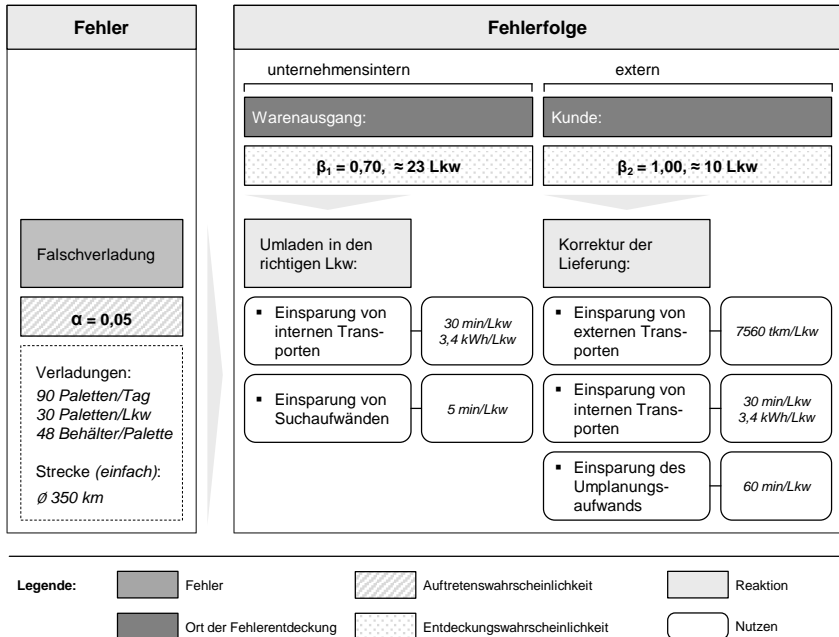 Fehler
Fehlerfolge
unternehmensintern
extern
Warenausgang:
Kunde:
β₁ = 0,70, ≈ 23 Lkw
β₂ = 1,00, ≈ 10 Lkw
Falschverladung
α = 0,05
Verladungen:
90 Paletten/Tag
30 Paletten/Lkw
48 Behälter/Palette
Strecke (einfach):
Ø 350 km
Umladen in den
richtigen Lkw:
▪ Einsparung von
internen Trans-
porten
30 min/Lkw
3,4 kWh/Lkw
▪ Einsparung von
Suchaufwänden
5 min/Lkw
Korrektur der
Lieferung:
▪ Einsparung von
externen Trans-
porten
7560 tkm/Lkw
▪ Einsparung von
internen Trans-
porten
30 min/Lkw
3,4 kWh/Lkw
▪ Einsparung des
Umplanungs-
aufwands
60 min/Lkw
Legende:
Fehler
Auftretenswahrscheinlichkeit
Reaktion
Ort der Fehlerentdeckung
Entdeckungswahrscheinlichkeit
Nutzen